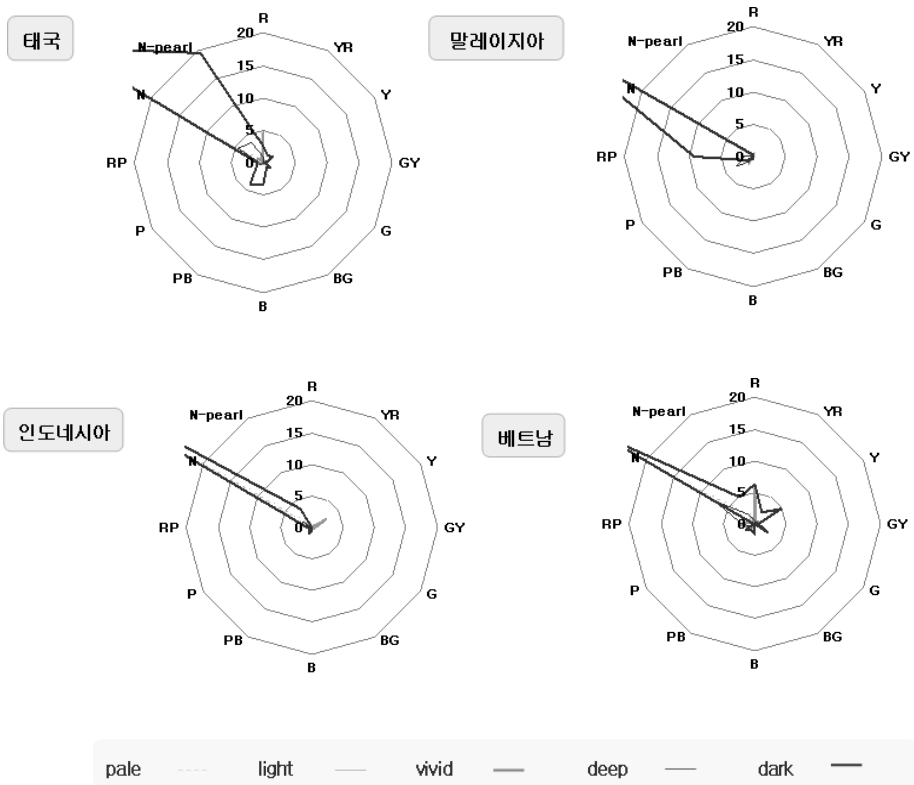 태국
R
YR
Y
GY
G
BG
B
PB
P
RP
N
N-pearl
20
15
10
5
0
말레이지아
R
YR
Y
GY
G
BG
B
PB
P
RP
N
N-pearl
20
15
10
5
0
인도네시아
R
YR
Y
GY
G
BG
B
PB
P
RP
N
N-pearl
20
15
10
5
0
베트남
R
YR
Y
GY
G
BG
B
PB
P
RP
N
N-pearl
20
15
10
5
0
pale light vivid deep dark